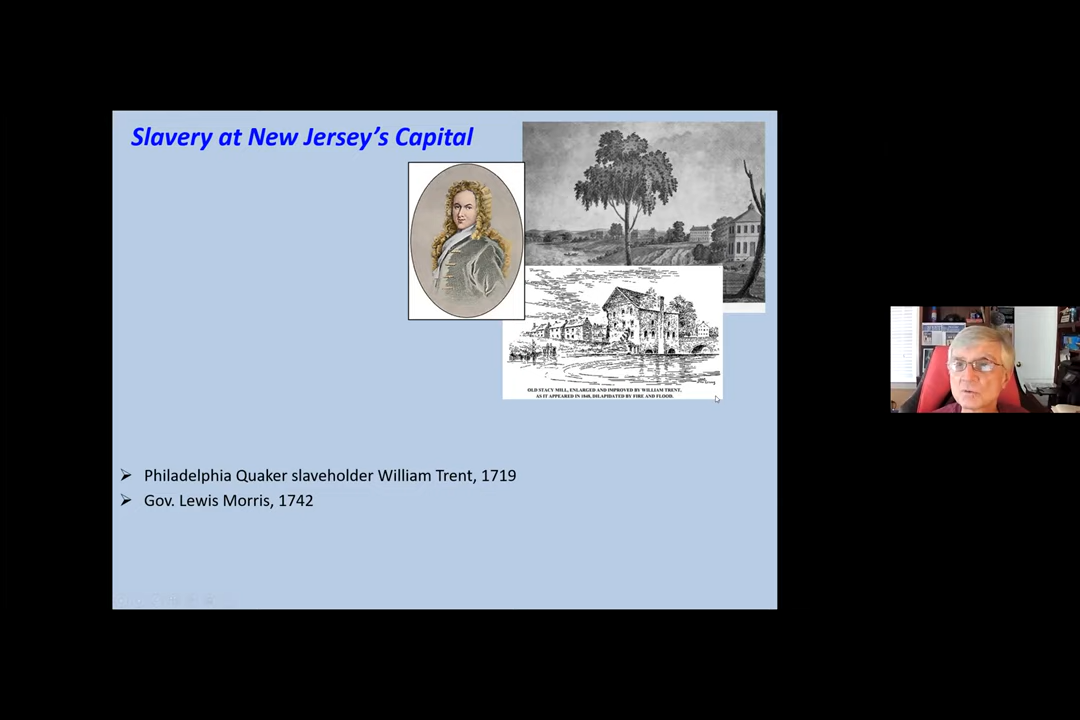 Slavery at New Jersey's Capital
OLD STACY MILL, ENLARGED AND IMPROVED BY WILLIAM TRENT,
AS IT APPEARED IN 1848, DILAPIDATED BY FIRE AND FLOOD.
Philadelphia Quaker slaveholder William Trent, 1719
Gov. Lewis Morris, 1742